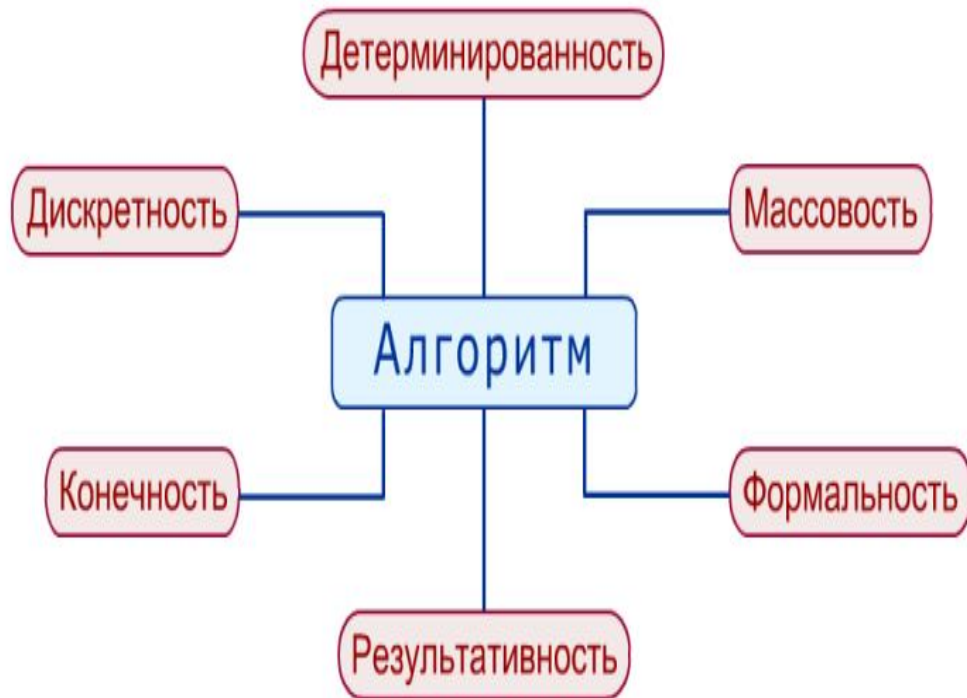 Детерминированность
Дискретность
Массовость
Алгоритм
Конечность
Формальность
Результативность